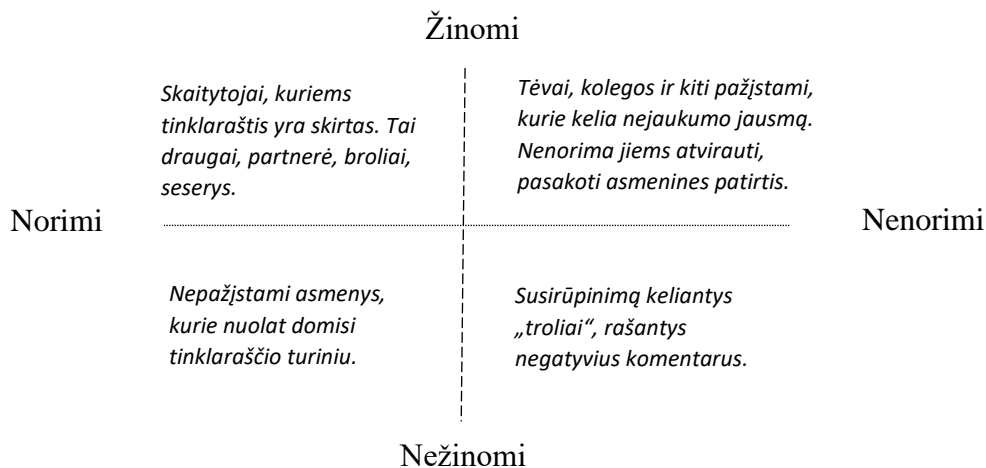 Žinomi
Skaitytojai, kuriems
tinklaraštis yra skirtas. Tai
draugai, partnerė, broliai,
seserys.
Tėvai, kolegos ir kiti pažįstami,
kurie kelia nejaukumo jausmą.
Nenorima jiems atvirauti,
pasakoti asmenines patirtis.
Norimi
Nenorimi
Nepažįstami asmenys,
kurie nuolat domisi
tinklaraščio turiniu.
Susirūpinimą keliantys
„troliai“, rašantys
negatyvius komentarus.
Nežinomi